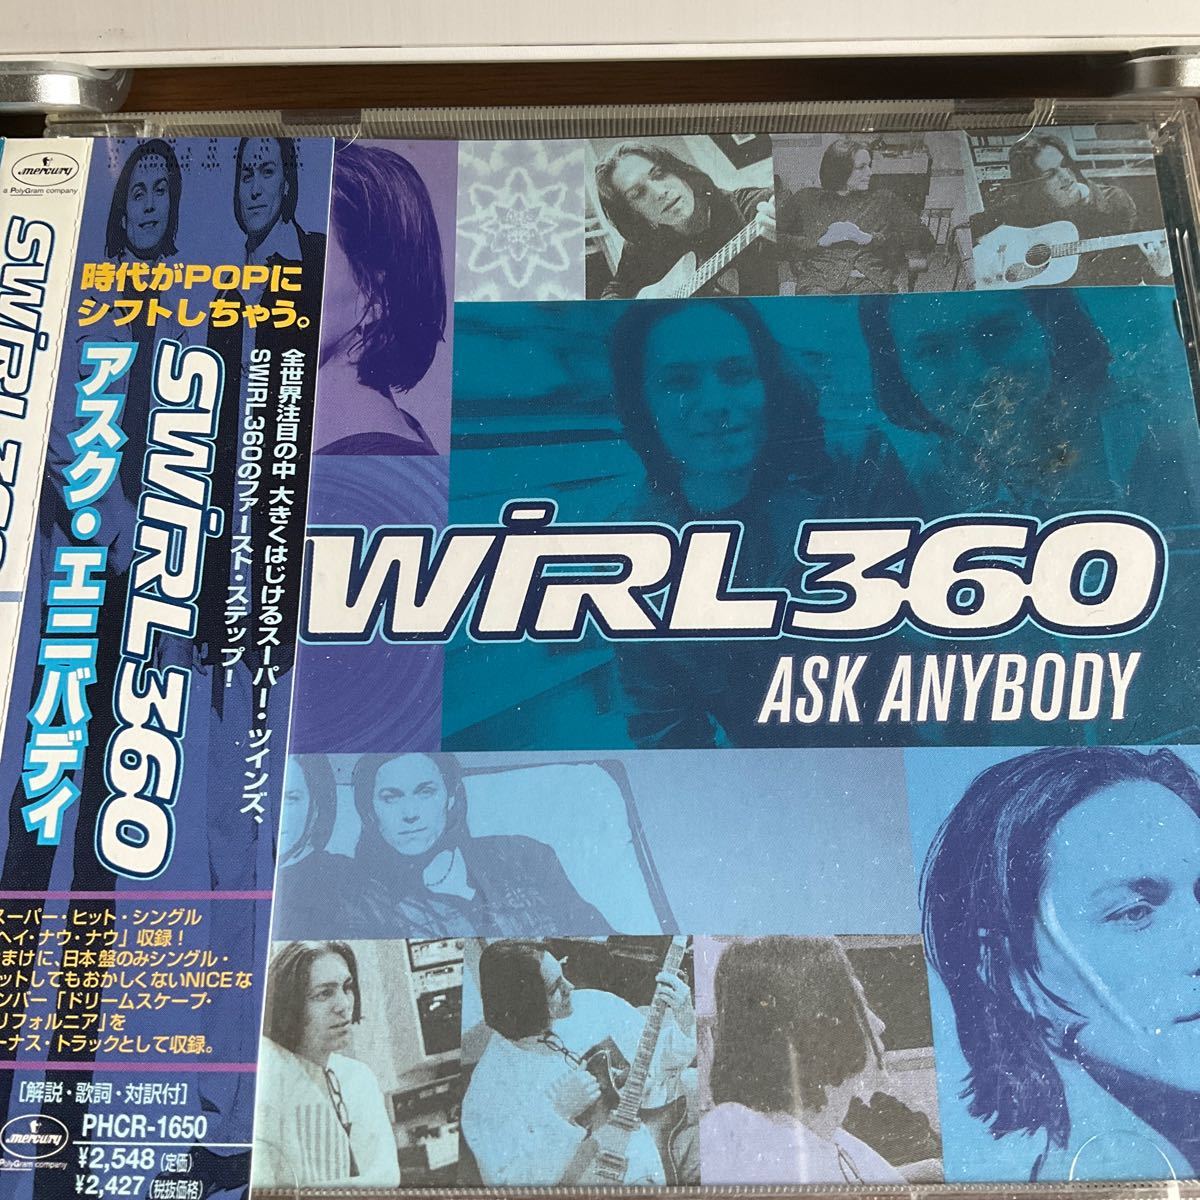 mercury
a PolyGram company
SWIRL 360
時代がPOPに
シフトしちゃう。
全世界注目の中 大きくはじけるスーパー・ツインズ、
SWIRL360のファースト・ステップ!
SWIRL360
アスク・エニバディ
スーパー・ヒット・シングル
ヘイ・ナウ・ナウ」収録!
まけに、日本盤のみシングル・
ットしてもおかしくないNICEな
ンバー「ドリームスケープ・
リフォルニア」を
ーナス・トラックとして収録。
[解説・歌詞・対訳付]
mercury
PolyGram company
PHCR-1650
¥2,548 (定価)
¥2,427 (税抜価格)
WIRL360
ASK ANYBODY